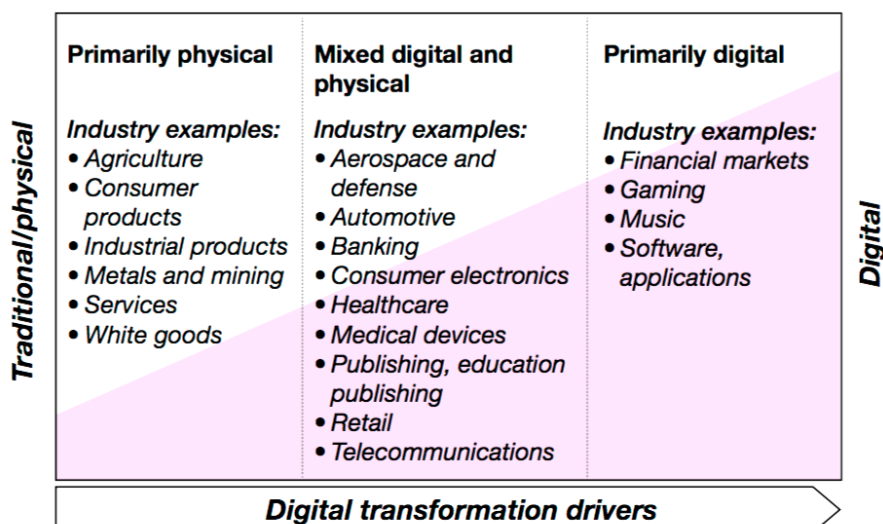 Traditional/physical
Primarily physical
Industry examples:
• Agriculture
• Consumer
products
• Industrial products
• Metals and mining
• Services
• White goods
Mixed digital and
physical
Industry examples:
• Aerospace and
defense
• Automotive
• Banking
• Consumer electronics
• Healthcare
• Medical devices
• Publishing, education
publishing
• Retail
• Telecommunications
Primarily digital
Industry examples:
• Financial markets
• Gaming
• Music
• Software,
applications
Digital
Digital transformation drivers